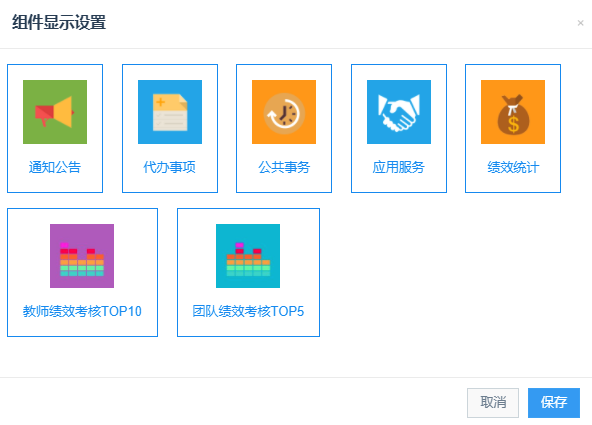 组件显示设置
×
通知公告
代办事项
公共事务
应用服务
绩效统计
教师绩效考核TOP10
团队绩效考核TOP5
取消
保存